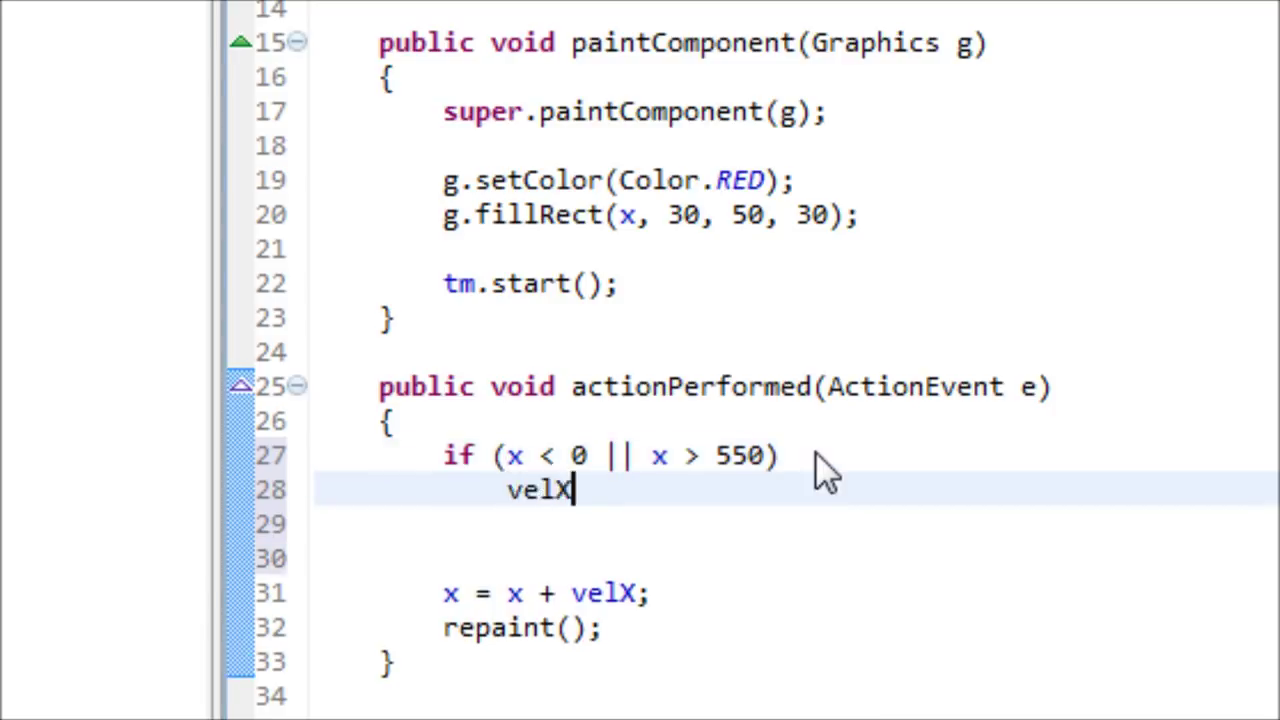 14
15 public void paintComponent(Graphics g)
16 {
17 super.paintComponent(g);
18
19 g.setColor(Color.RED);
20 g.fillRect(x, 30, 50, 30);
21
22 tm.start();
23 }
24
25 public void actionPerformed(ActionEvent e)
26 {
27 if (x < 0 || x > 550)
28 velX
29
30
31 x = x + velX;
32 repaint();
33 }
34